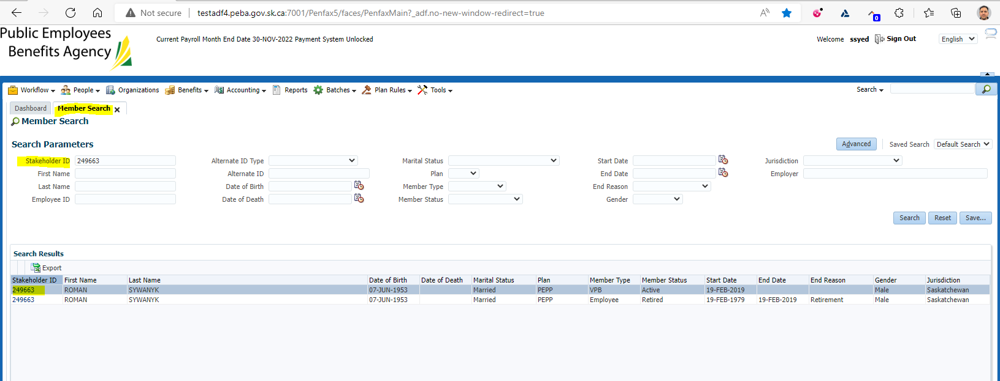 Not secure testadf4.peba.gov.sk.ca:7001/Penfax5/faces/PenfaxMain?_adf.no-new-window-redirect=true A 0
Public Employees
Benefits Agency
Current Payroll Month End Date 30-NOV-2022 Payment System Unlocked
Welcome ssyed Sign Out English
Workflow People Organizations Benefits Accounting Reports Batches Plan Rules Tools Search
Dashboard Member Search
Member Search
Search Parameters Advanced Saved Search Default Search
Stakeholder ID 249663 Alternate ID Type Marital Status Start Date Jurisdiction
First Name Alternate ID Plan End Date Employer
Last Name Date of Birth Member Type End Reason
Employee ID Date of Death Member Status Gender
Search Reset Save...
Search Results
Export
Stakeholder ID First Name Last Name Date of Birth Date of Death Marital Status Plan Member Type Member Status Start Date End Date End Reason Gender Jurisdiction
249663 ROMAN SYWANYK 07-JUN-1953 Married PEPP VPB Active 19-FEB-2019 Male Saskatchewan
249663 ROMAN SYWANYK 07-JUN-1953 Married PEPP Employee Retired 19-FEB-1979 19-FEB-2019 Retirement Male Saskatchewan